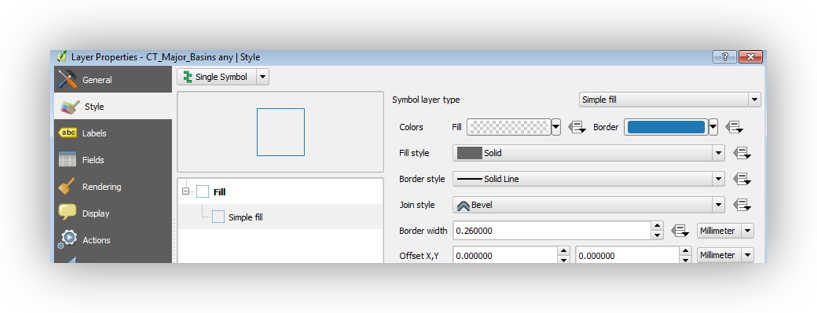 Layer Properties - CT_Major_Basins any | Style
General
Style
abc Labels
Fields
Rendering
Display
Actions
Single Symbol
Fill
Simple fill
Symbol layer type Simple fill
Colors Fill Border
Fill style Solid
Border style Solid Line
Join style Bevel
Border width 0.260000 Millimeter
Offset X,Y 0.000000 0.000000 Millimeter